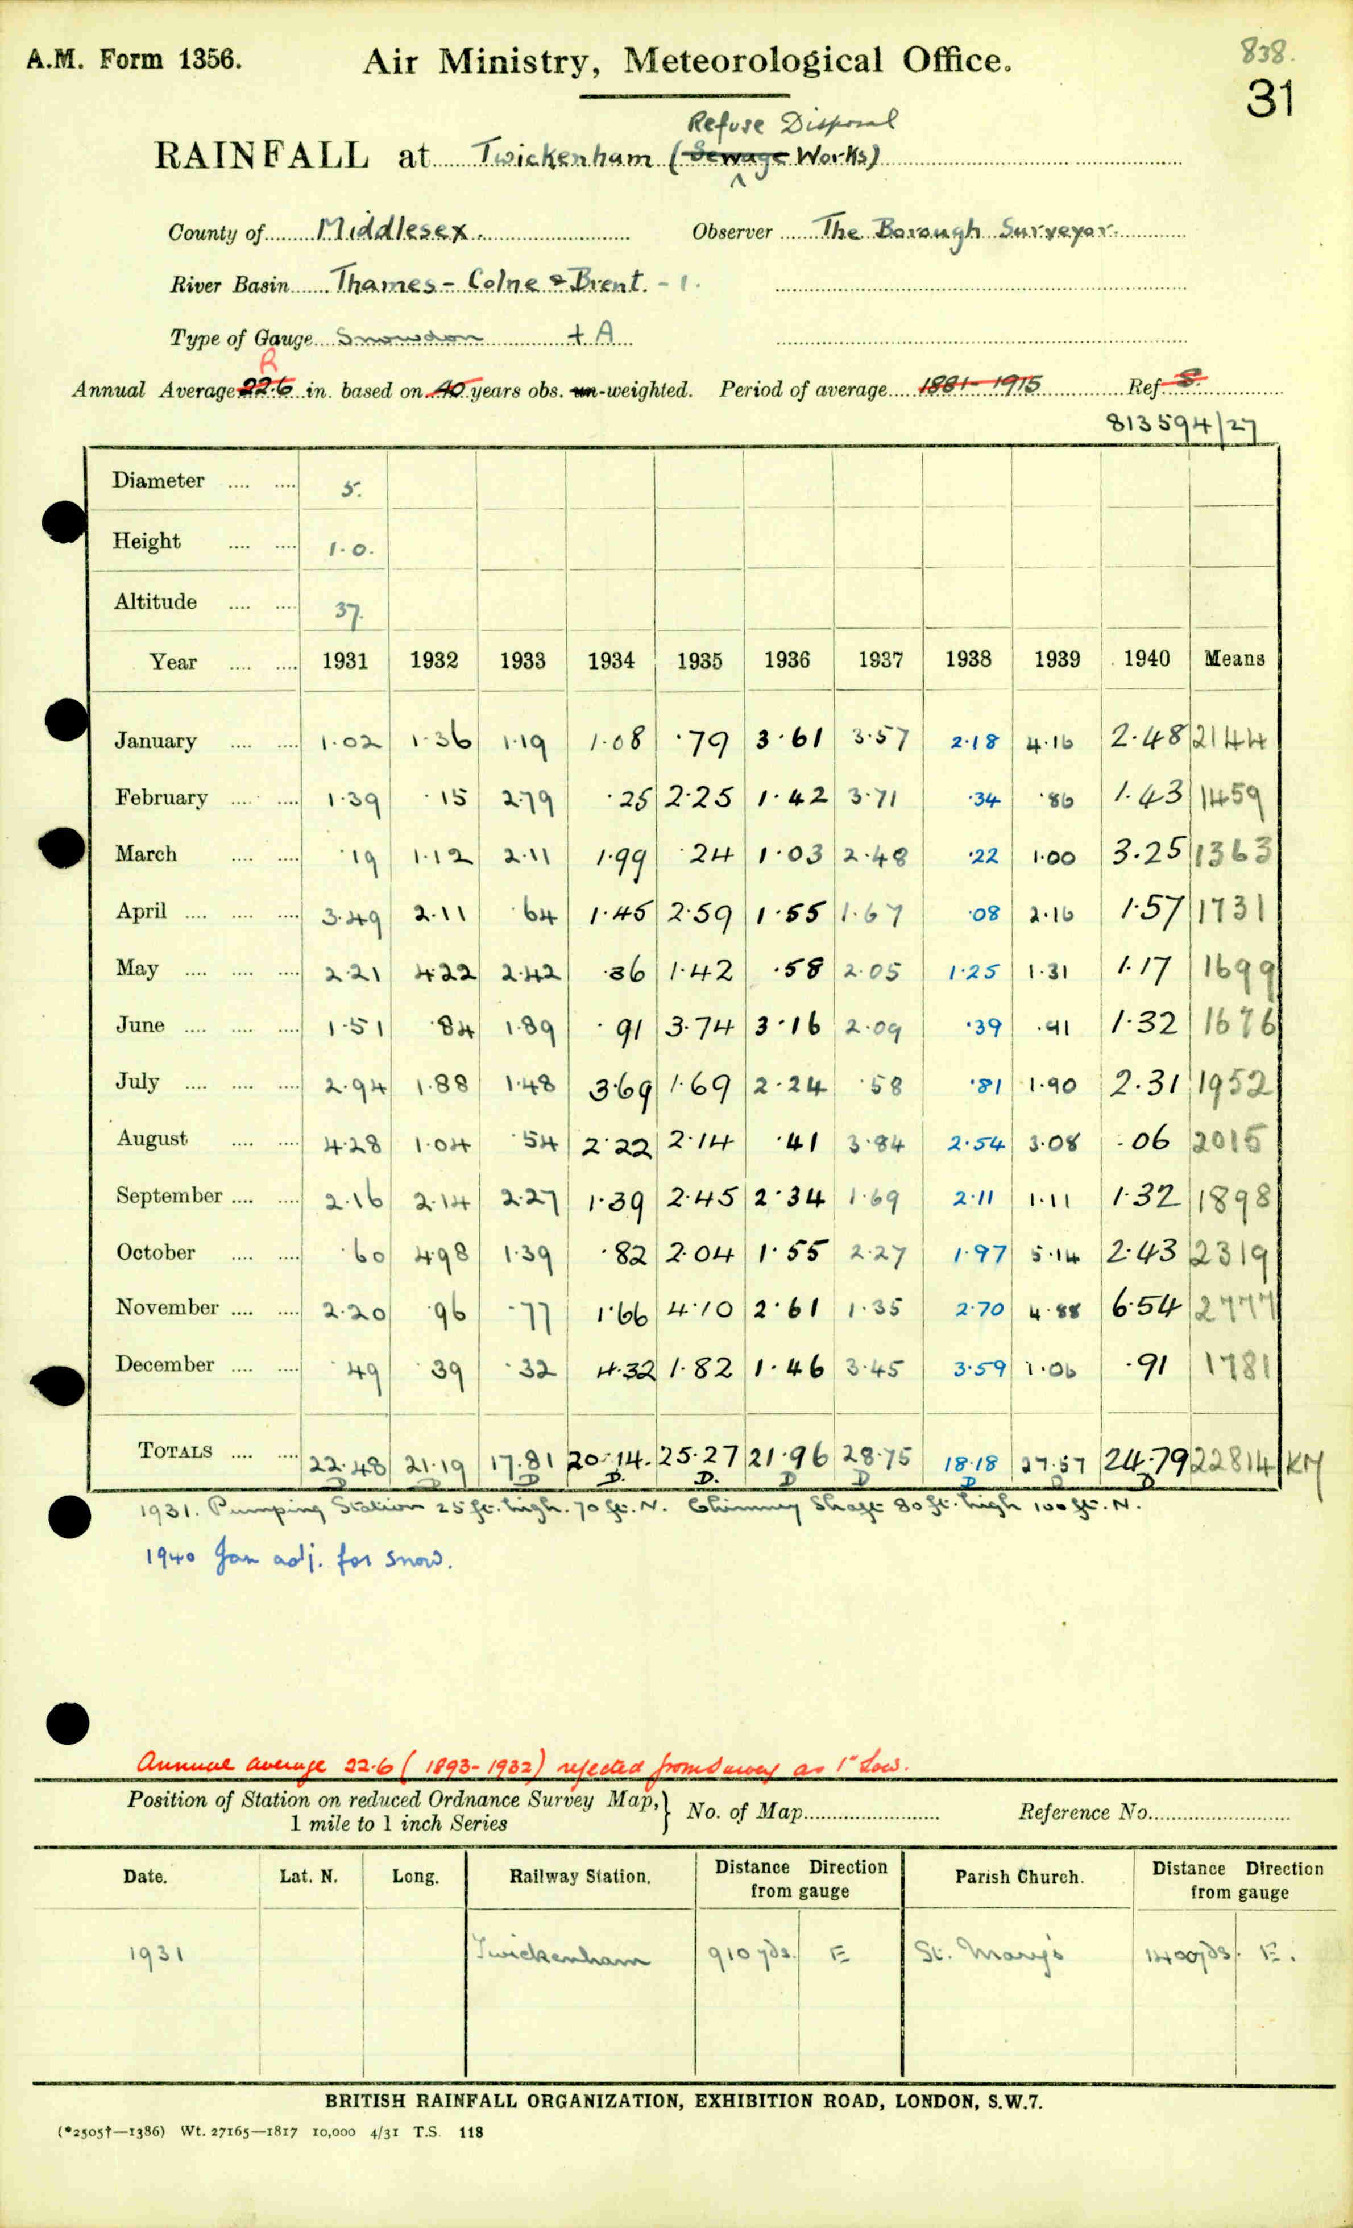 838.
A.M. Form 1356. Air Ministry, Meteorological Office. 31
Refuse Disposal
RAINFALL at Twickenham (Sewage Works)
County of Middlesex. Observer The Borough Surveyor.
River Basin Thames - Colne & Brent. - 1.
Type of Gauge Snowdon + A
R
Annual Average 22.6 in. based on 40 years obs. un-weighted. Period of average 1881-1915 Ref. S.
813594/27
Diameter 5.
Height 1.0.
Altitude 37.
Year 1931 1932 1933 1934 1935 1936 1937 1938 1939 1940 Means
January 1.02 1.36 1.19 1.08 .79 3.61 3.57 2.18 4.16 2.48 2144
February 1.39 .15 2.79 .25 2.25 1.42 3.71 .34 .86 1.43 1459
March .19 1.12 2.11 1.99 .24 1.03 2.48 .22 1.00 3.25 1363
April 3.49 2.11 .64 1.45 2.59 1.55 1.67 .08 2.16 1.57 1731
May 2.21 4.22 2.42 .36 1.42 .58 2.05 1.25 1.31 1.17 1699
June 1.51 .84 1.89 .91 3.74 3.16 2.09 .39 .91 1.32 1676
July 2.94 1.88 1.48 3.69 1.69 2.24 .58 .81 1.90 2.31 1952
August 4.28 1.04 .54 2.22 2.14 .41 3.84 2.54 3.08 .06 2015
September 2.16 2.14 2.27 1.39 2.45 2.34 1.69 2.11 1.11 1.32 1898
October .60 4.98 1.39 .82 2.04 1.55 2.27 1.97 5.14 2.43 2319
November 2.20 .96 .77 1.66 4.10 2.61 1.35 2.70 4.88 6.54 2777
December .49 .39 .32 4.32 1.82 1.46 3.45 3.59 1.06 .91 1781
TOTALS 22.48 21.19 17.81 20.14. 25.27 21.96 28.75 18.18 27.57 24.79 22814 KM
D D D D. D. D D D D D
1931. Pumping Station 25 ft. high. 70 ft. N. Chimney Shaft 80 ft. high 100 ft. N.
1940 Jan adj. for snow.
Annual average 22.6 (1893-1932) rejected from Survey as 1" low.
Position of Station on reduced Ordnance Survey Map, } No. of Map Reference No.
1 mile to 1 inch Series
Date. Lat. N. Long. Railway Station. Distance Direction from gauge Parish Church. Distance Direction from gauge
1931 Twickenham 910 yds. E St. Mary's 1400 yds. E.
BRITISH RAINFALL ORGANIZATION, EXHIBITION ROAD, LONDON, S.W.7.
(*2505†—1386) Wt. 27165—1817 10,000 4/31 T.S. 118